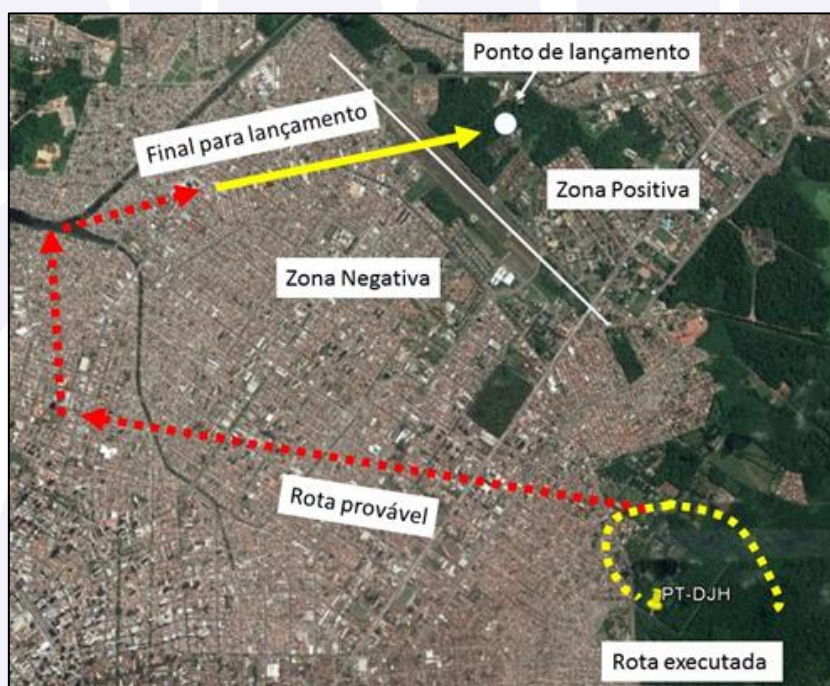 Ponto de lançamento
Final para lançamento
Zona Positiva
Zona Negativa
Rota provável
PT-DJH
Rota executada